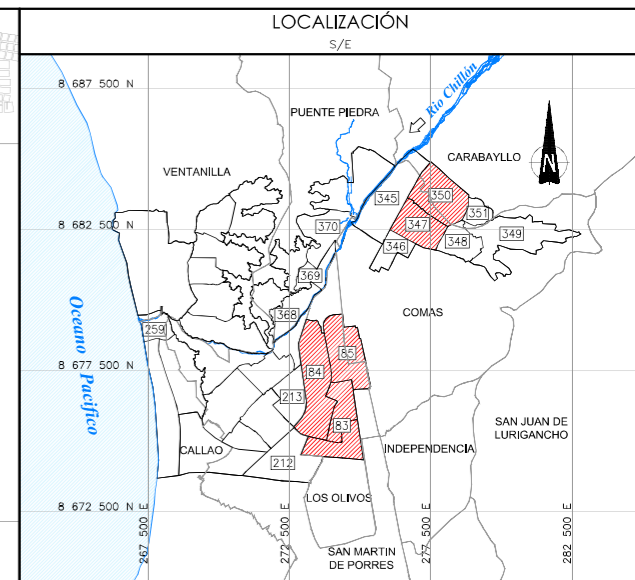 LOCALIZACIÓN
S/E
8 687 500 N
PUENTE PIEDRA
Rio Chillón
N
CARABAYLLO
VENTANILLA
345
350
351
8 682 500 N
370
347
346
348
349
369
COMAS
368
Oceano Pacifico
259
85
8 677 500 N
84
213
83
SAN JUAN DE
LURIGANCHO
CALLAO
INDEPENDENCIA
212
LOS OLIVOS
8 672 500 N
267 500 E
272 500 E
277 500 E
282 500 E
SAN MARTIN
DE PORRES